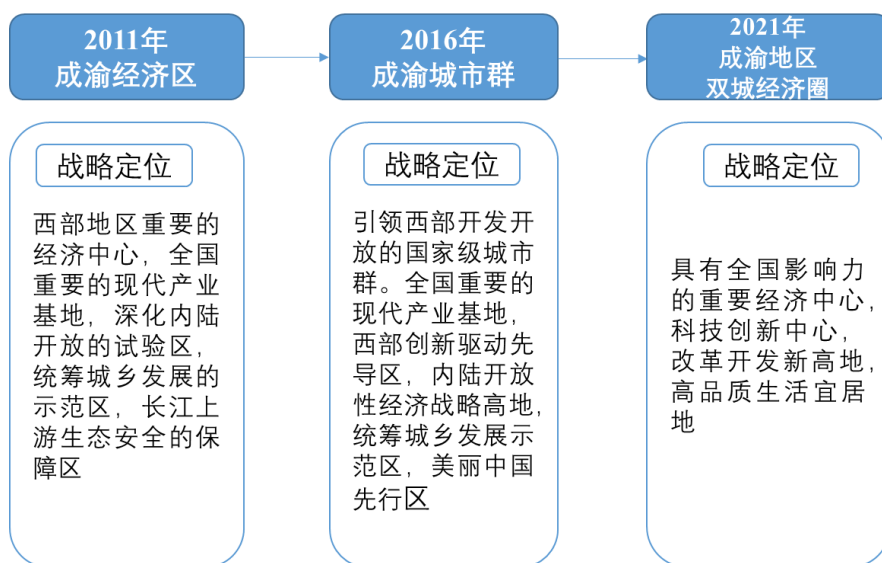 2011年
成渝经济区
2016年
成渝城市群
2021年
成渝地区
双城经济圈
战略定位
西部地区重要的
经济中心，全国
重要的现代产业
基地，深化内陆
开放的试验区，
统筹城乡发展的
示范区，长江上
游生态安全的保
障区
战略定位
引领西部开发开
放的国家级城市
群。全国重要的
现代产业基地，
西部创新驱动先
导区，内陆开放
性经济战略高地，
统筹城乡发展示
范区，美丽中国
先行区
战略定位
具有全国影响力
的重要经济中心，
科技创新中心，
改革开发新高地，
高品质生活宜居
地